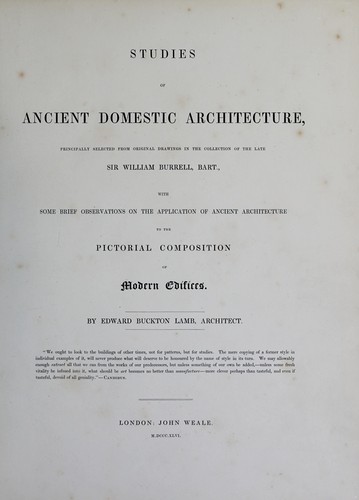 STUDIES
OF
ANCIENT DOMESTIC ARCHITECTURE,
PRINCIPALLY SELECTED FROM ORIGINAL DRAWINGS IN THE COLLECTION OF THE LATE
SIR WILLIAM BURRELL, BART.,
WITH
SOME BRIEF OBSERVATIONS ON THE APPLICATION OF ANCIENT ARCHITECTURE
TO THE
PICTORIAL COMPOSITION
OF
Modern Edifices.
BY EDWARD BUCKTON LAMB, ARCHITECT.
"We ought to look to the buildings of other times, not for patterns, but for studies. The mere copying of a former style in
individual examples of it, will never produce what will deserve to be honoured by the name of style in its turn. We may allowably
enough extract all that we can from the works of our predecessors, but unless something of our own be added,—unless some fresh
vitality be infused into it, what should be art becomes no better than manufacture—more clever perhaps than tasteful, and even if
tasteful, devoid of all geniality."—CANDIDUS.
LONDON: JOHN WEALE.
M.DCCC.XLVI.